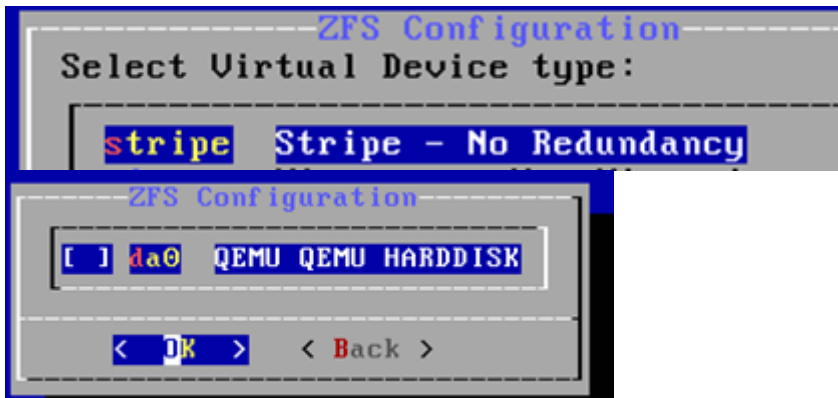 ZFS Configuration
Select Virtual Device type:
stripe Stripe - No Redundancy
ZFS Configuration
[ ] da0 QEMU QEMU HARDDISK
< OK > < Back >